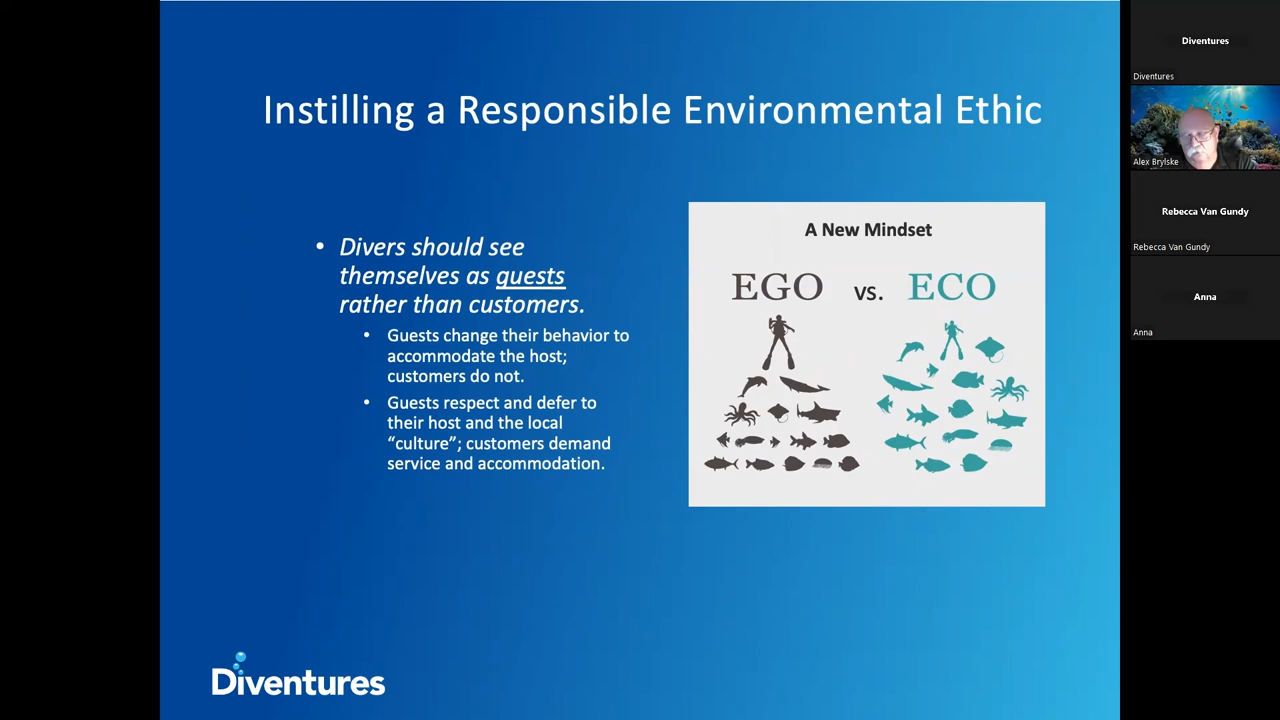 Instilling a Responsible Environmental Ethic
• Divers should see
themselves as guests
rather than customers.
• Guests change their behavior to
accommodate the host;
customers do not.
• Guests respect and defer to
their host and the local
“culture”; customers demand
service and accommodation.
A New Mindset
EGO vs. ECO
Diventures
Diventures
Diventures
Alex Brylske
Rebecca Van Gundy
Rebecca Van Gundy
Anna
Anna